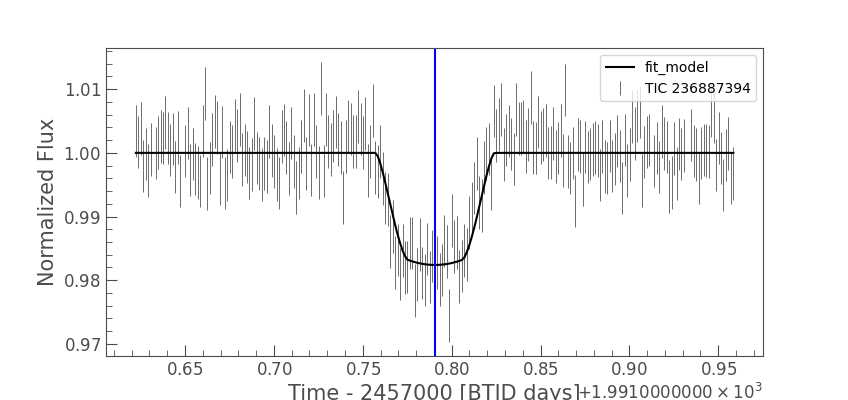 fit_model
TIC 236887394
1.01
1.00
0.99
0.98
0.97
Normalized Flux
0.65 0.70 0.75 0.80 0.85 0.90 0.95
Time - 2457000 [BTJD days]
+1.9910000000 × 10³